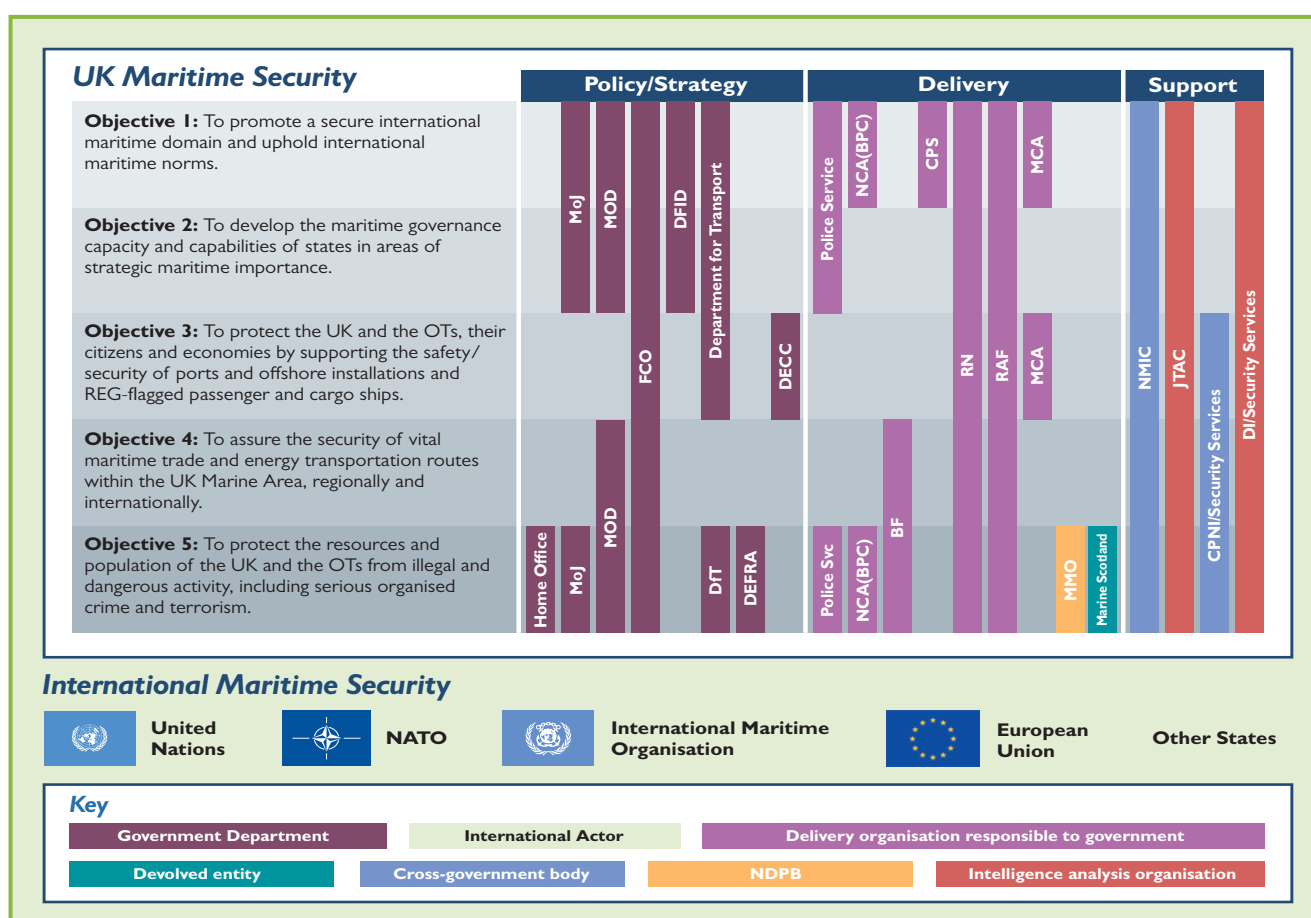 UK Maritime Security
Policy/Strategy
Delivery
Support
Objective 1: To promote a secure international
maritime domain and uphold international
maritime norms.
Objective 2: To develop the maritime governance
capacity and capabilities of states in areas of
strategic maritime importance.
Objective 3: To protect the UK and the OTs, their
citizens and economies by supporting the safety/
security of ports and offshore installations and
REG-flagged passenger and cargo ships.
Objective 4: To assure the security of vital
maritime trade and energy transportation routes
within the UK Marine Area, regionally and
internationally.
Objective 5: To protect the resources and
population of the UK and the OTs from illegal and
dangerous activity, including serious organised
crime and terrorism.
Home Office
MoJ
MoJ
MOD
MOD
FCO
DFID
Department for Transport
DfT
DEFRA
DECC
Police Service
Police Svc
NCA(BPC)
NCA(BPC)
BF
CPS
RN
RAF
MCA
MCA
MMO
Marine Scotland
NMIC
JTAC
CPNI/Security Services
DI/Security Services
International Maritime Security
United
Nations
NATO
International Maritime
Organisation
European
Union
Other States
Key
Government Department
International Actor
Delivery organisation responsible to government
Devolved entity
Cross-government body
NDPB
Intelligence analysis organisation